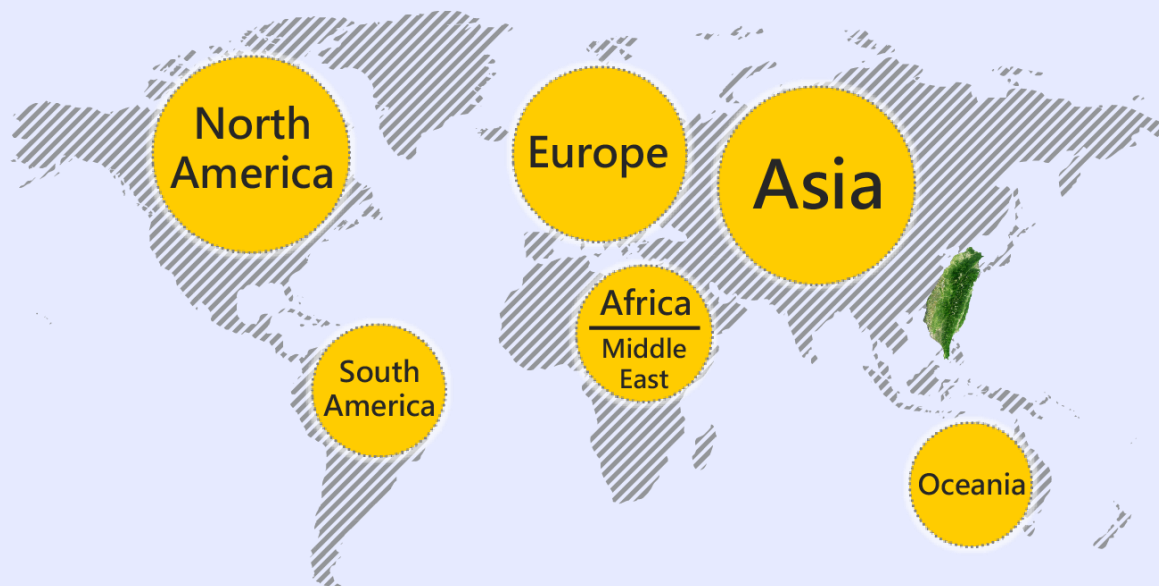 North
America
Europe
Asia
Africa
Middle
East
South
America
Oceania